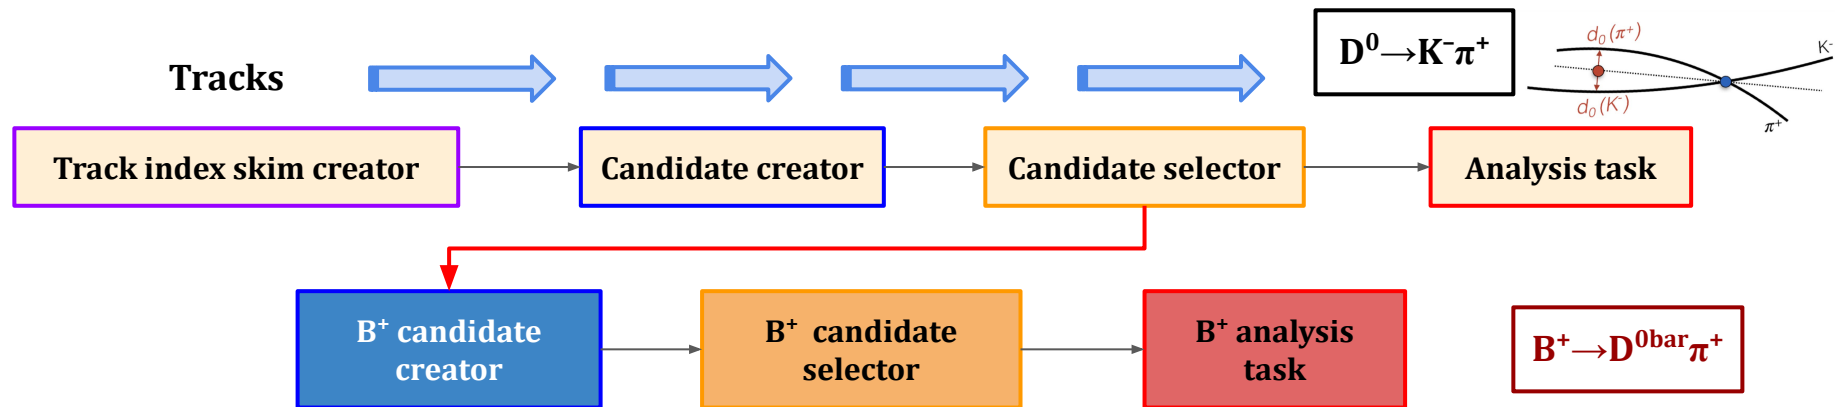 Tracks
D⁰→K⁻π⁺
d₀(π⁺)
K⁻
d₀(K⁻)
π⁺
Track index skim creator
Candidate creator
Candidate selector
Analysis task
B⁺ candidate
creator
B⁺ candidate
selector
B⁺ analysis
task
B⁺→D⁰ᵇᵃʳπ⁺